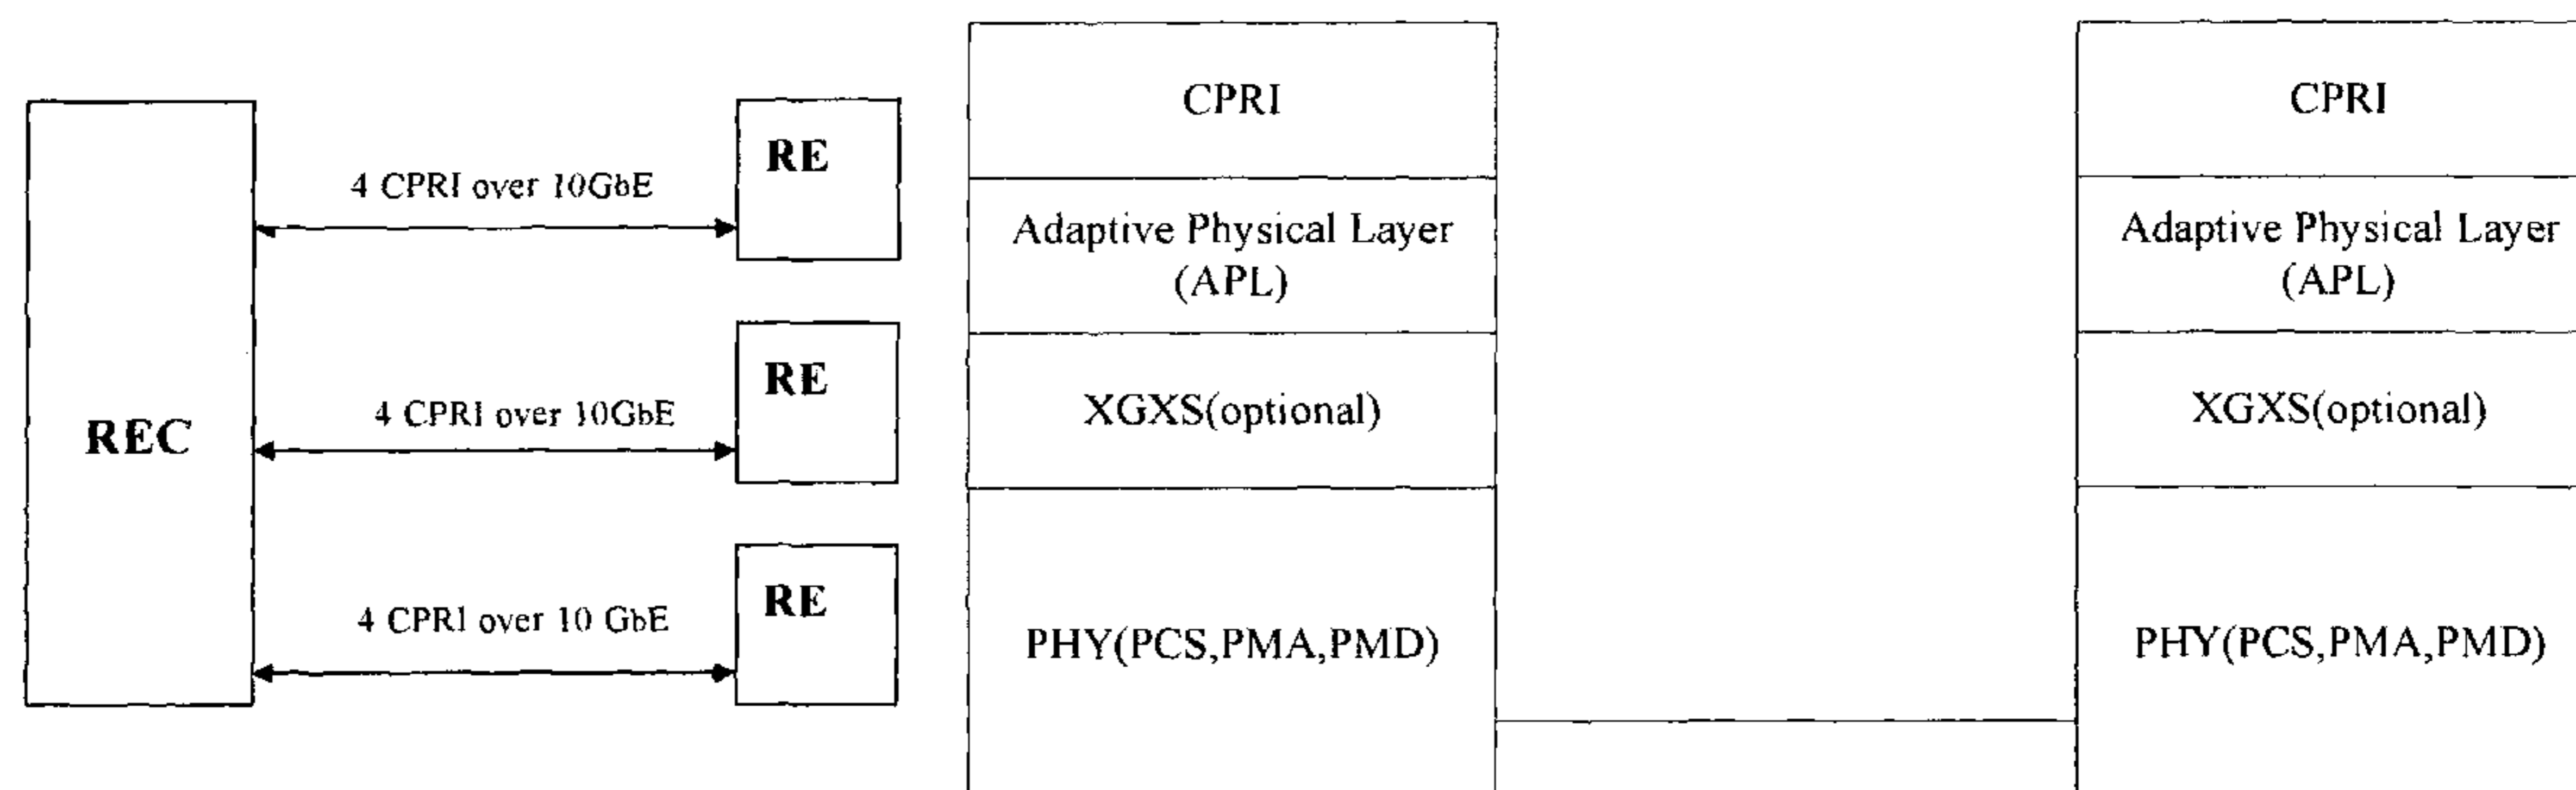 REC
4 CPRI over 10GbE
RE
4 CPRI over 10GbE
RE
4 CPRI over 10 GbE
RE
CPRI
Adaptive Physical Layer
(APL)
XGXS(optional)
PHY(PCS,PMA,PMD)
CPRI
Adaptive Physical Layer
(APL)
XGXS(optional)
PHY(PCS,PMA,PMD)